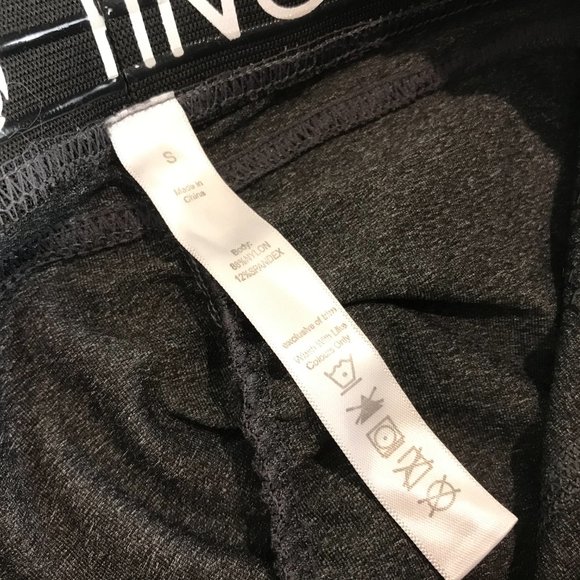 S
Made in
China
Body:
88%NYLON
12%SPANDEX
exclusive of trim
Wash With Like
Colours Only